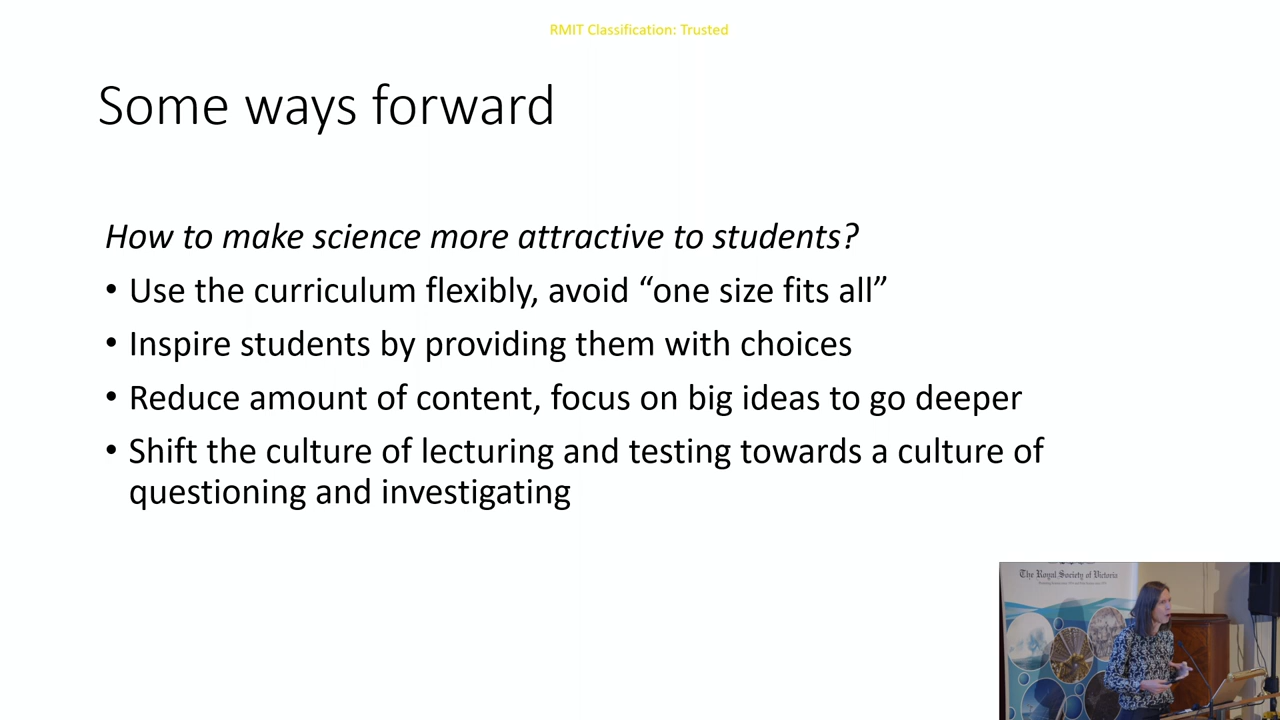 RMIT Classification: Trusted
Some ways forward
How to make science more attractive to students?
• Use the curriculum flexibly, avoid “one size fits all”
• Inspire students by providing them with choices
• Reduce amount of content, focus on big ideas to go deeper
• Shift the culture of lecturing and testing towards a culture of
questioning and investigating
The Royal Society of Victoria